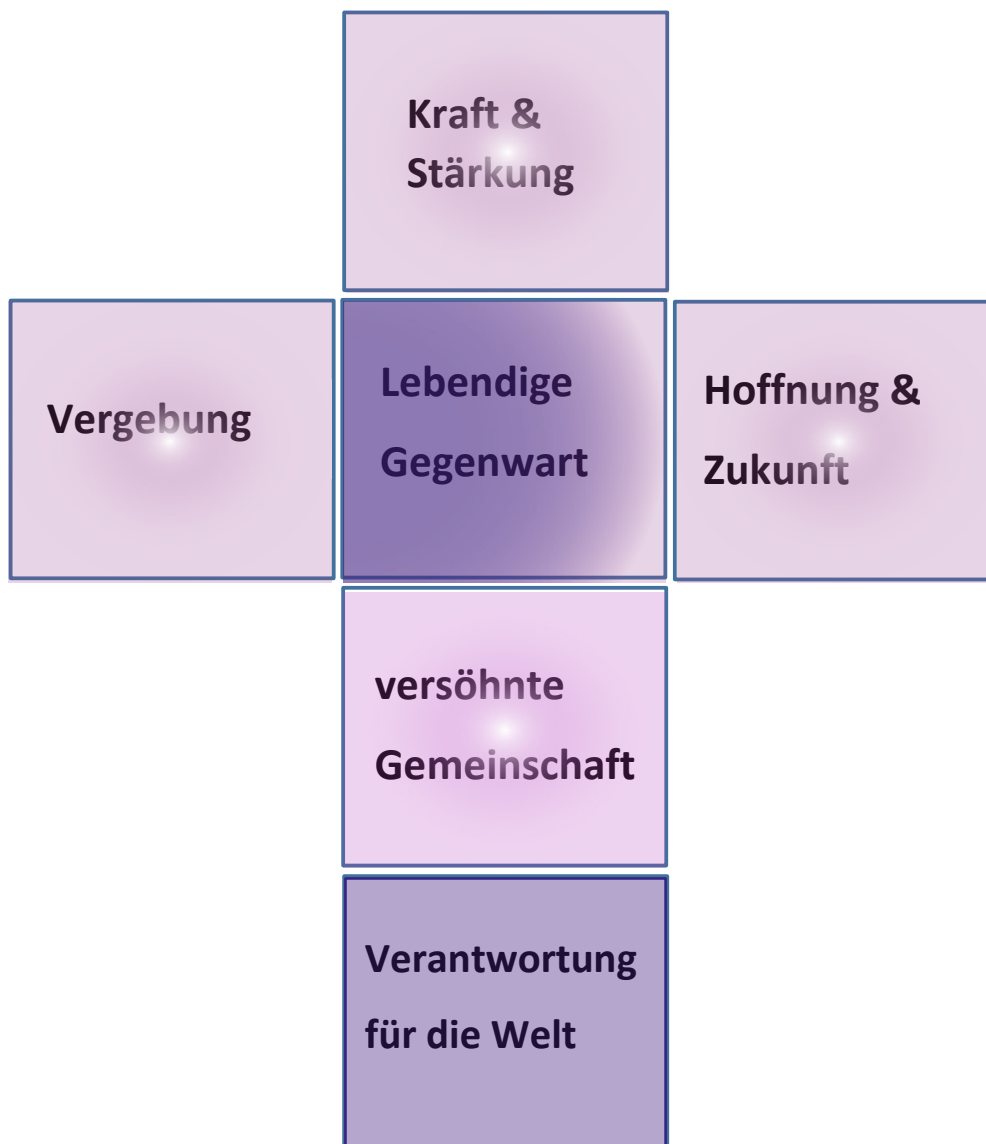 Kraft &
Stärkung
Vergebung
Lebendige
Gegenwart
Hoffnung &
Zukunft
versöhnte
Gemeinschaft
Verantwortung
für die Welt